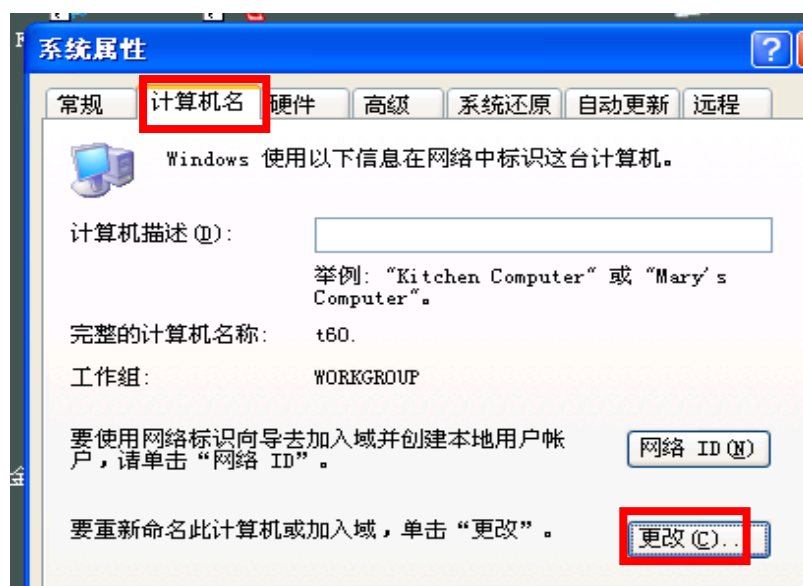 系统属性
常规 计算机名 硬件 高级 系统还原 自动更新 远程
Windows 使用以下信息在网络中标识这台计算机。
计算机描述(D):
举例: "Kitchen Computer" 或 "Mary's
Computer"。
完整的计算机名称: t60.
工作组: WORKGROUP
要使用网络标识向导去加入域并创建本地用户帐
户，请单击“网络 ID”。
网络 ID(N)
要重新命名此计算机或加入域，单击“更改”。
更改(C)...